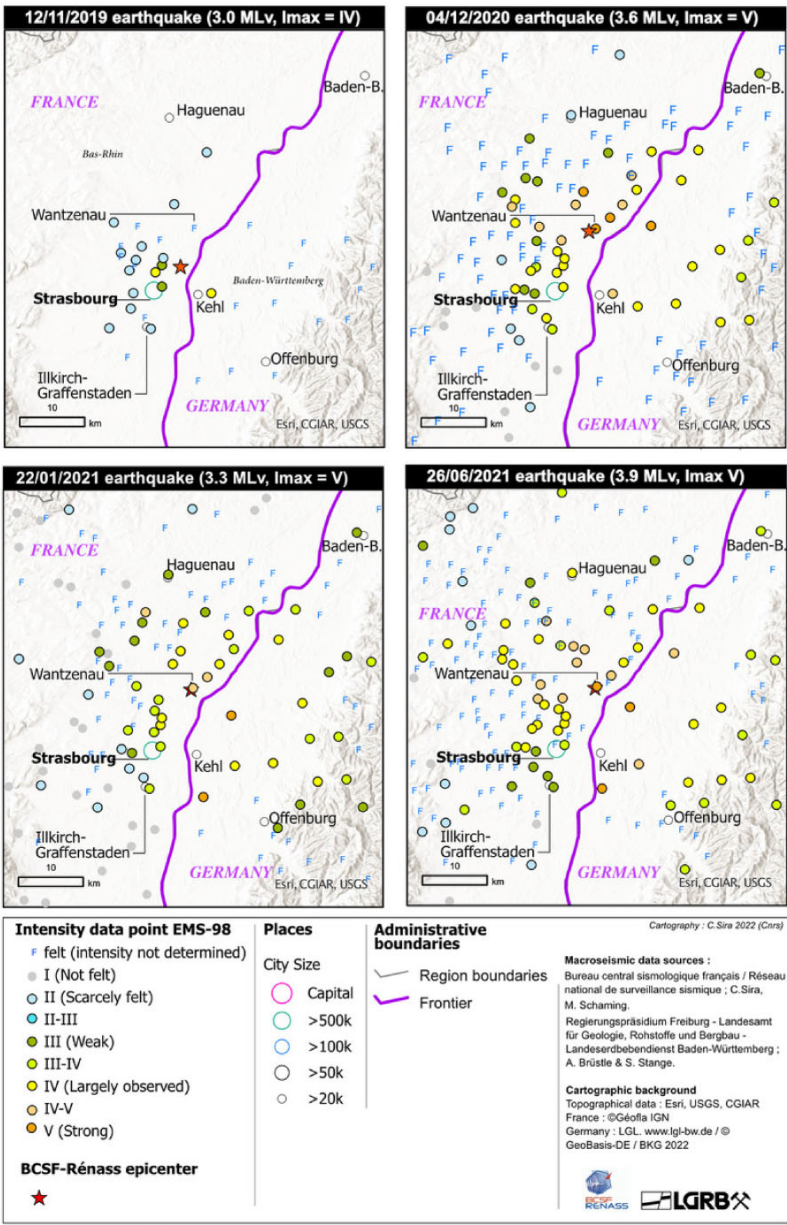 12/11/2019 earthquake (3.0 MLv, Imax = IV)
FRANCE
Baden-B.
Haguenau
Bas-Rhin
Wantzenau
Baden-Württemberg
Strasbourg
Kehl
Offenburg
Illkirch-
Graffenstaden
10
km
GERMANY
Esri, CGIAR, USGS
04/12/2020 earthquake (3.6 MLv, Imax = V)
FRANCE
Baden-B.
Haguenau
Wantzenau
Strasbourg
Kehl
Offenburg
Illkirch-
Graffenstaden
10
km
GERMANY
Esri, CGIAR, USGS
22/01/2021 earthquake (3.3 MLv, Imax = V)
FRANCE
Baden-B.
Haguenau
Wantzenau
Strasbourg
Kehl
Offenburg
Illkirch-
Graffenstaden
10
km
GERMANY
Esri, CGIAR, USGS
26/06/2021 earthquake (3.9 MLv, Imax V)
Baden-B.
Haguenau
FRANCE
Wantzenau
Strasbourg
Kehl
Offenburg
Illkirch-
Graffenstaden
10
km
GERMANY
Esri, CGIAR, USGS
Intensity data point EMS-98
F felt (intensity not determined)
I (Not felt)
II (Scarcely felt)
II-III
III (Weak)
III-IV
IV (Largely observed)
IV-V
V (Strong)
BCSF-Rénass epicenter
Places
City Size
Capital
>500k
>100k
>50k
>20k
Administrative
boundaries
Region boundaries
Frontier
Cartography : C.Sira 2022 (Cnrs)
Macroseismic data sources :
Bureau central sismologique français / Réseau
national de surveillance sismique ; C.Sira,
M. Schaming.
Regierungspräsidium Freiburg - Landesamt
für Geologie, Rohstoffe und Bergbau -
Landeserdbebendienst Baden-Württemberg ;
A. Brüstle & S. Stange.
Cartographic background
Topographical data : Esri, USGS, CGIAR
France : ©Géofla IGN
Germany : LGL. www.lgl-bw.de / ©
GeoBasis-DE / BKG 2022
BCSF
RENASS
LGRB